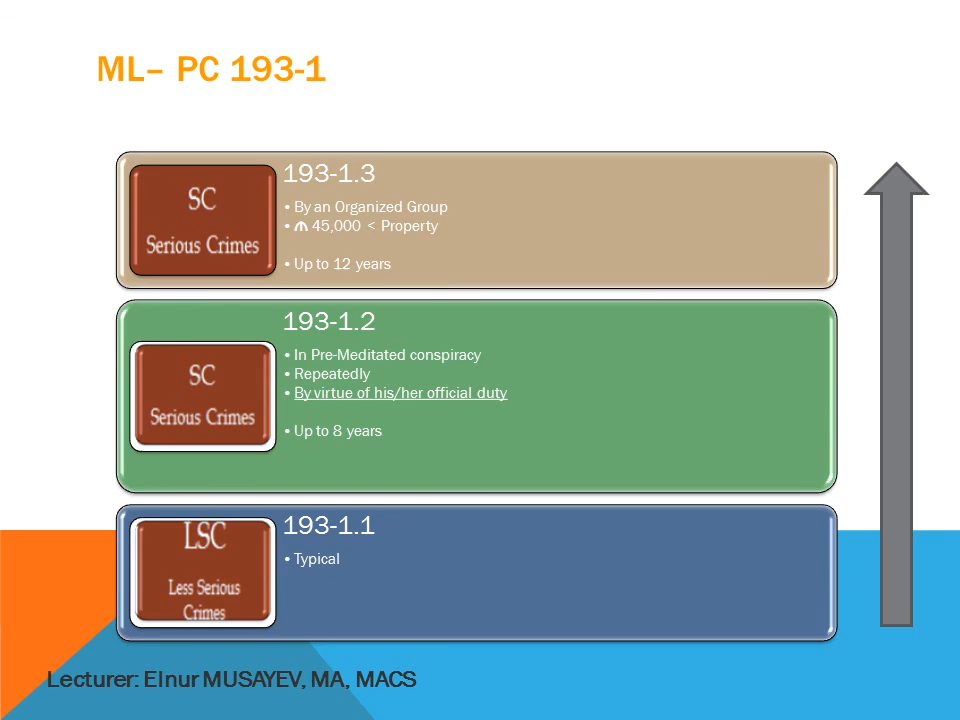 ML– PC 193-1
SC
Serious Crimes
193-1.3
• By an Organized Group
• ₼ 45,000 < Property
• Up to 12 years
SC
Serious Crimes
193-1.2
• In Pre-Meditated conspiracy
• Repeatedly
• By virtue of his/her official duty
• Up to 8 years
LSC
Less Serious
Crimes
193-1.1
• Typical
Lecturer: Elnur MUSAYEV, MA, MACS